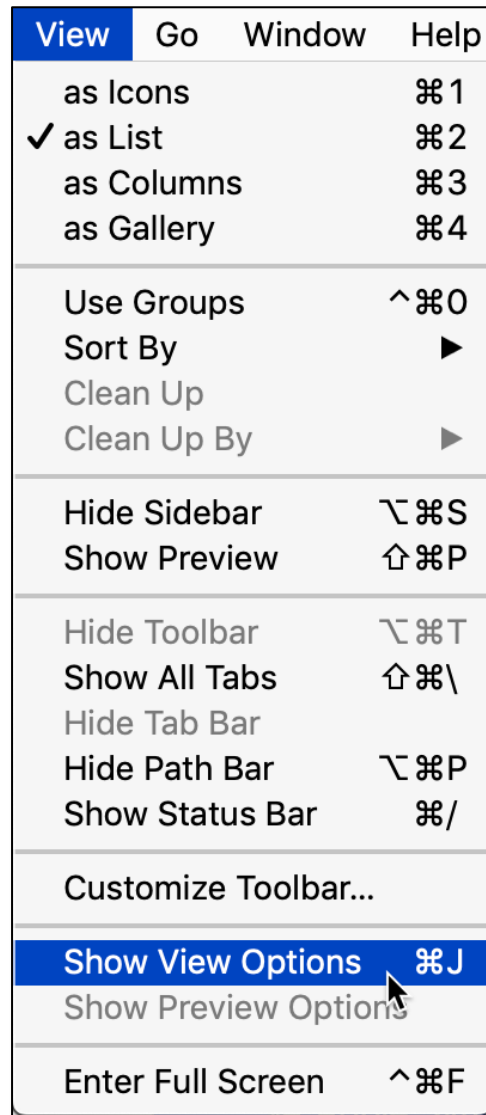 View Go Window Help
as Icons ⌘1
✓ as List ⌘2
as Columns ⌘3
as Gallery ⌘4
Use Groups ^⌘0
Sort By ▶
Clean Up
Clean Up By ▶
Hide Sidebar ⌥⌘S
Show Preview ⇧⌘P
Hide Toolbar ⌥⌘T
Show All Tabs ⇧⌘\
Hide Tab Bar
Hide Path Bar ⌥⌘P
Show Status Bar ⌘/
Customize Toolbar...
Show View Options ⌘J
Show Preview Options
Enter Full Screen ^⌘F